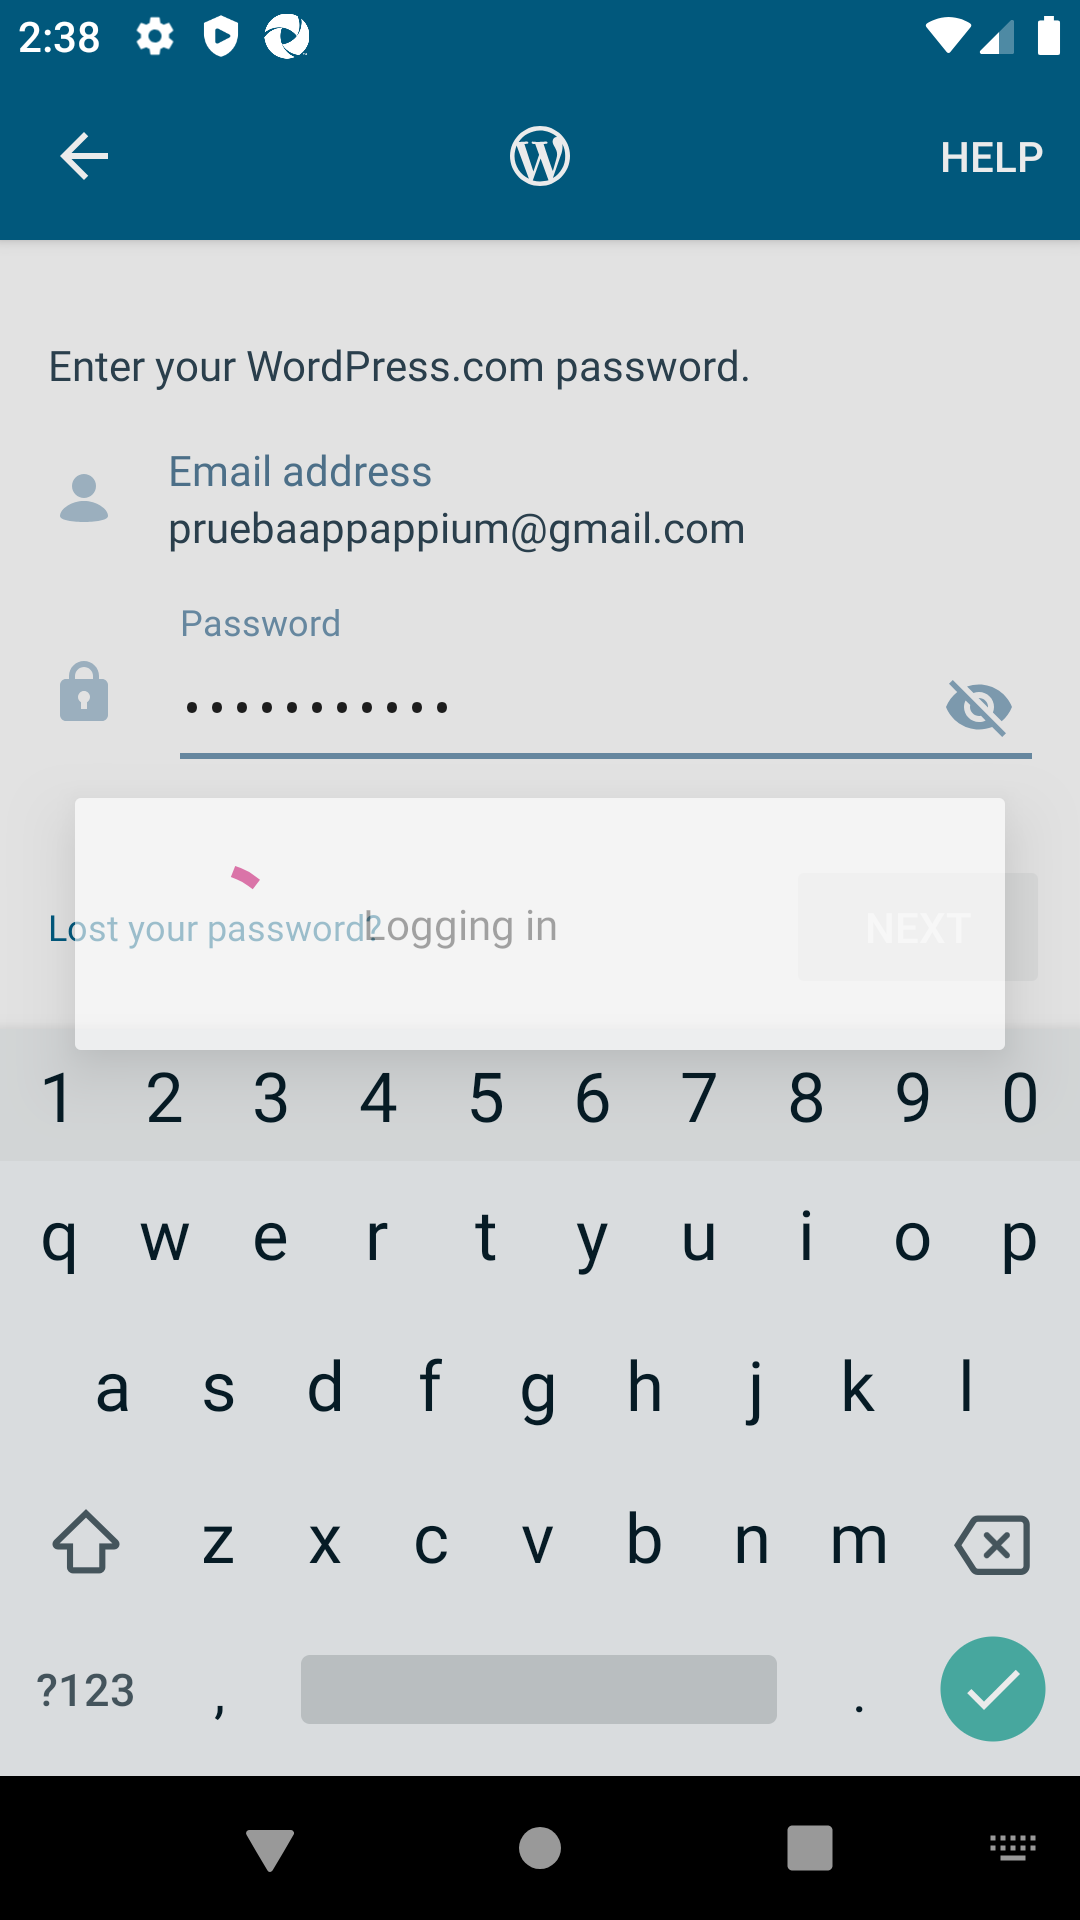 2:38
HELP
Enter your WordPress.com password.
Email address
pruebaappappium@gmail.com
Password
•••••••••••
Lost your password?
Logging in
NEXT
1 2 3 4 5 6 7 8 9 0
q w e r t y u i o p
a s d f g h j k l
z x c v b n m
?123 , .